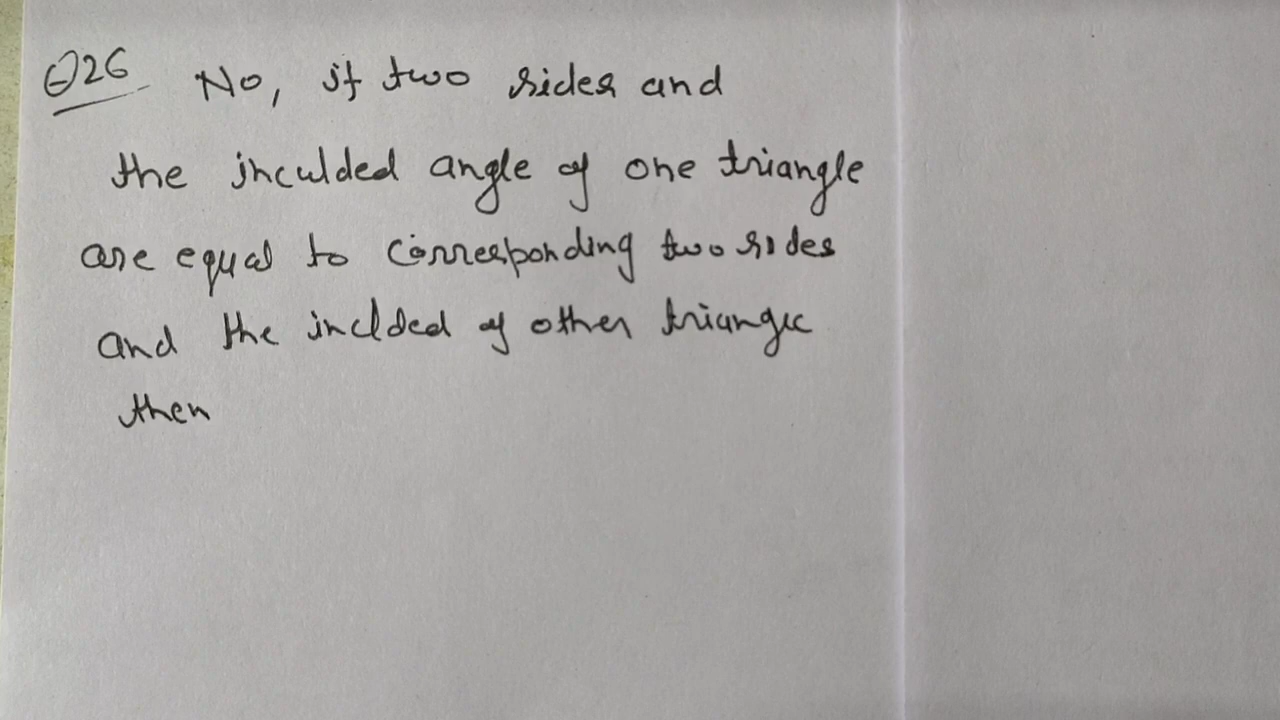 Q26 No, if two sides and
the inculded angle of one triangle
are equal to corresponding two sides
and the inclded of other triangle
then